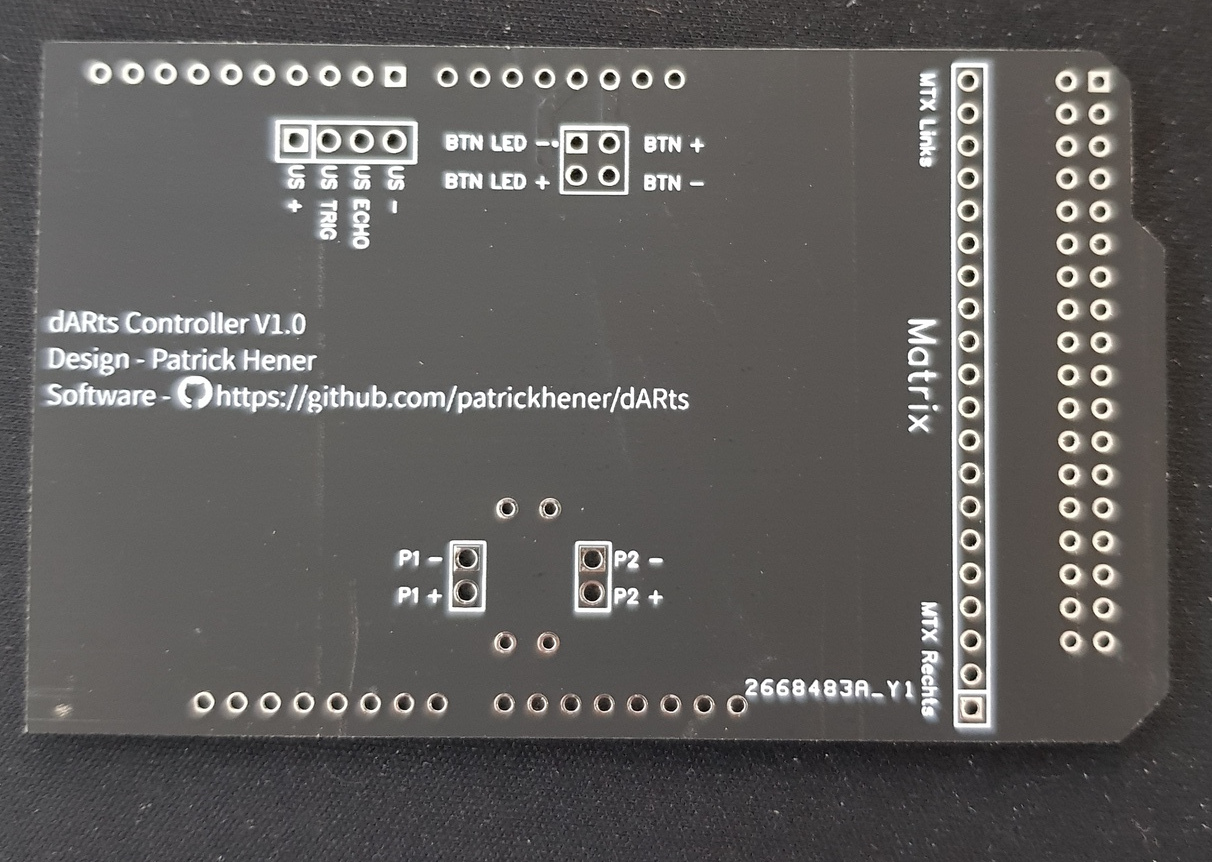 BTN LED -
BTN LED +
BTN +
BTN -
US +
US TRIG
US ECHO
US -
MTX Links
Matrix
MTX Rechts
dARts Controller V1.0
Design - Patrick Hener
Software - https://github.com/patrickhener/dARts
P1 -
P1 +
P2 -
P2 +
2668483A_Y1